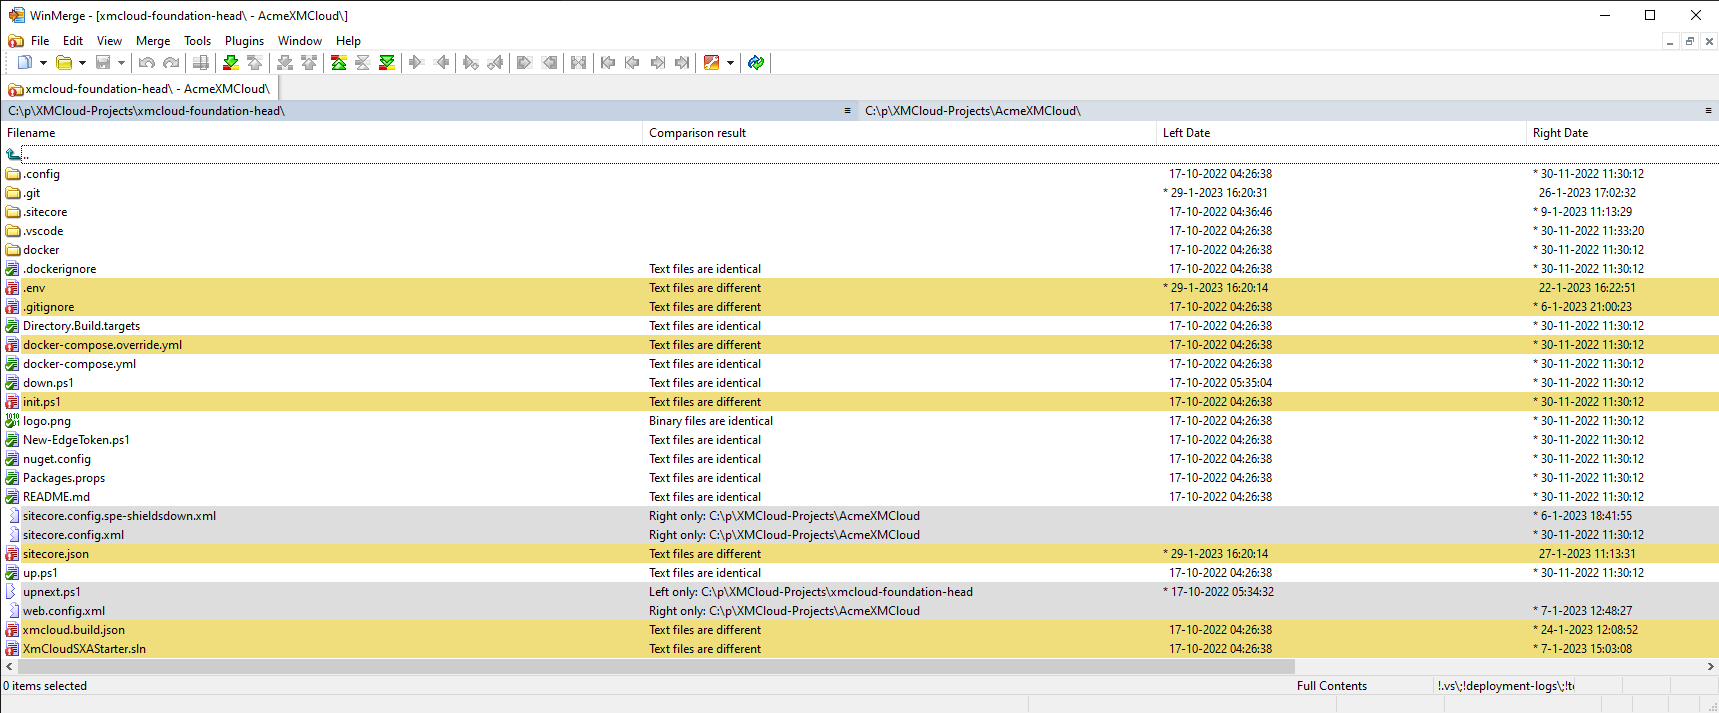 WinMerge - [xmcloud-foundation-head\ - AcmeXMCloud\]
File Edit View Merge Tools Plugins Window Help
xmcloud-foundation-head\ - AcmeXMCloud\
C:\p\XMCloud-Projects\xmcloud-foundation-head\ C:\p\XMCloud-Projects\AcmeXMCloud\
Filename Comparison result Left Date Right Date
..
.config 17-10-2022 04:26:38 * 30-11-2022 11:30:12
.git * 29-1-2023 16:20:31 26-1-2023 17:02:32
.sitecore 17-10-2022 04:36:46 * 9-1-2023 11:13:29
.vscode 17-10-2022 04:26:38 * 30-11-2022 11:33:20
docker 17-10-2022 04:26:38 * 30-11-2022 11:30:12
.dockerignore Text files are identical 17-10-2022 04:26:38 * 30-11-2022 11:30:12
.env Text files are different * 29-1-2023 16:20:14 22-1-2023 16:22:51
.gitignore Text files are different 17-10-2022 04:26:38 * 6-1-2023 21:00:23
Directory.Build.targets Text files are identical 17-10-2022 04:26:38 * 30-11-2022 11:30:12
docker-compose.override.yml Text files are different 17-10-2022 04:26:38 * 30-11-2022 11:30:12
docker-compose.yml Text files are identical 17-10-2022 04:26:38 * 30-11-2022 11:30:12
down.ps1 Text files are identical 17-10-2022 05:35:04 * 30-11-2022 11:30:12
init.ps1 Text files are different 17-10-2022 04:26:38 * 30-11-2022 11:30:12
logo.png Binary files are identical 17-10-2022 04:26:38 * 30-11-2022 11:30:12
New-EdgeToken.ps1 Text files are identical 17-10-2022 04:26:38 * 30-11-2022 11:30:12
nuget.config Text files are identical 17-10-2022 04:26:38 * 30-11-2022 11:30:12
Packages.props Text files are identical 17-10-2022 04:26:38 * 30-11-2022 11:30:12
README.md Text files are identical 17-10-2022 04:26:38 * 30-11-2022 11:30:12
sitecore.config.spe-shieldsdown.xml Right only: C:\p\XMCloud-Projects\AcmeXMCloud * 6-1-2023 18:41:55
sitecore.config.xml Right only: C:\p\XMCloud-Projects\AcmeXMCloud * 30-11-2022 11:30:12
sitecore.json Text files are different * 29-1-2023 16:20:14 27-1-2023 11:13:31
up.ps1 Text files are identical 17-10-2022 04:26:38 * 30-11-2022 11:30:12
upnext.ps1 Left only: C:\p\XMCloud-Projects\xmcloud-foundation-head * 17-10-2022 05:34:32
web.config.xml Right only: C:\p\XMCloud-Projects\AcmeXMCloud * 7-1-2023 12:48:27
xmcloud.build.json Text files are different 17-10-2022 04:26:38 * 24-1-2023 12:08:52
XmCloudSXAStarter.sln Text files are different 17-10-2022 04:26:38 * 7-1-2023 15:03:08
0 items selected Full Contents !.vs\;!deployment-logs\;!t